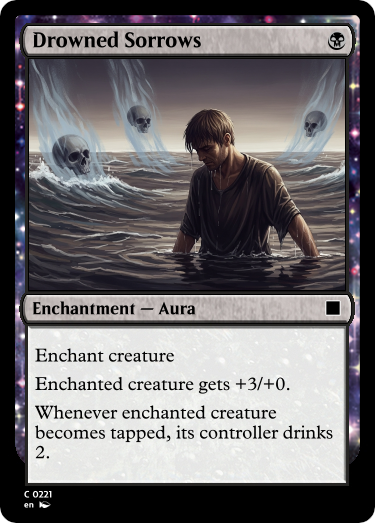 Drowned Sorrows
Enchantment — Aura
Enchant creature
Enchanted creature gets +3/+0.
Whenever enchanted creature
becomes tapped, its controller drinks
2.
C 0221
en